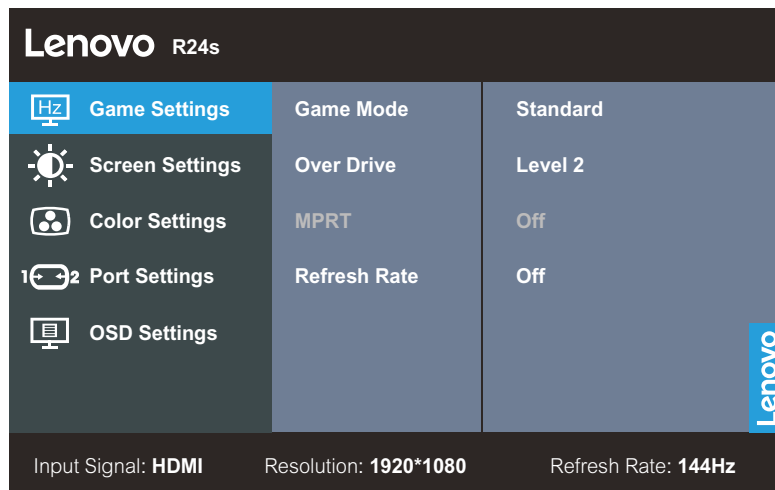 Lenovo R24s
Hz Game Settings Game Mode Standard
Screen Settings Over Drive Level 2
Color Settings MPRT Off
1 2 Port Settings Refresh Rate Off
OSD Settings
Lenovo
Input Signal: HDMI Resolution: 1920*1080 Refresh Rate: 144Hz